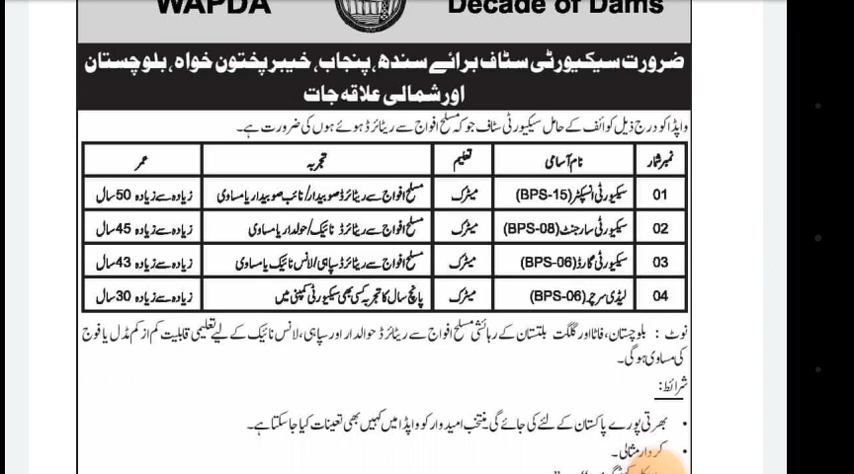 WAPDA Decade of Dams
ضرورت سیکیورٹی سٹاف برائے سندھ، پنجاب، خیبر پختون خواہ، بلوچستان
اور شمالی علاقہ جات
واپڈا کو درج ذیل کوائف کے حامل سیکیورٹی سٹاف جو کہ مسلح افواج سے ریٹائرڈ ہوئے ہوں کی ضرورت ہے۔
نمبر شمار نام آسامی تعلیم تجربہ عمر
01 سیکیورٹی انسپکٹر (BPS-15) میٹرک مسلح افواج سے ریٹائرڈ صوبیدار/نائب صوبیدار یا مساوی زیادہ سے زیادہ 50 سال
02 سیکیورٹی سارجنٹ (BPS-08) میٹرک مسلح افواج سے ریٹائرڈ نائیک/حولدار یا مساوی زیادہ سے زیادہ 45 سال
03 سیکیورٹی گارڈ (BPS-06) میٹرک مسلح افواج سے ریٹائرڈ سپاہی/لانس نائیک یا مساوی زیادہ سے زیادہ 43 سال
04 لیڈی سرچر (BPS-06) میٹرک پانچ سال کا تجربہ کسی بھی سیکیورٹی کمپنی میں زیادہ سے زیادہ 30 سال
نوٹ : بلوچستان، فاٹا اور گلگت بلتستان کے رہائشی مسلح افواج سے ریٹائرڈ حوالدار اور سپاہی، لانس نائیک کے لیے تعلیمی قابلیت کم از کم مڈل یا فوج
کی مساوی ہو گی۔
شرائط:
• بھرتی پورے پاکستان کے لئے کی جائے گی منتخب امیدوار کو واپڈا میں کہیں بھی تعینات کیا جا سکتا ہے۔
• کردار مثالی۔